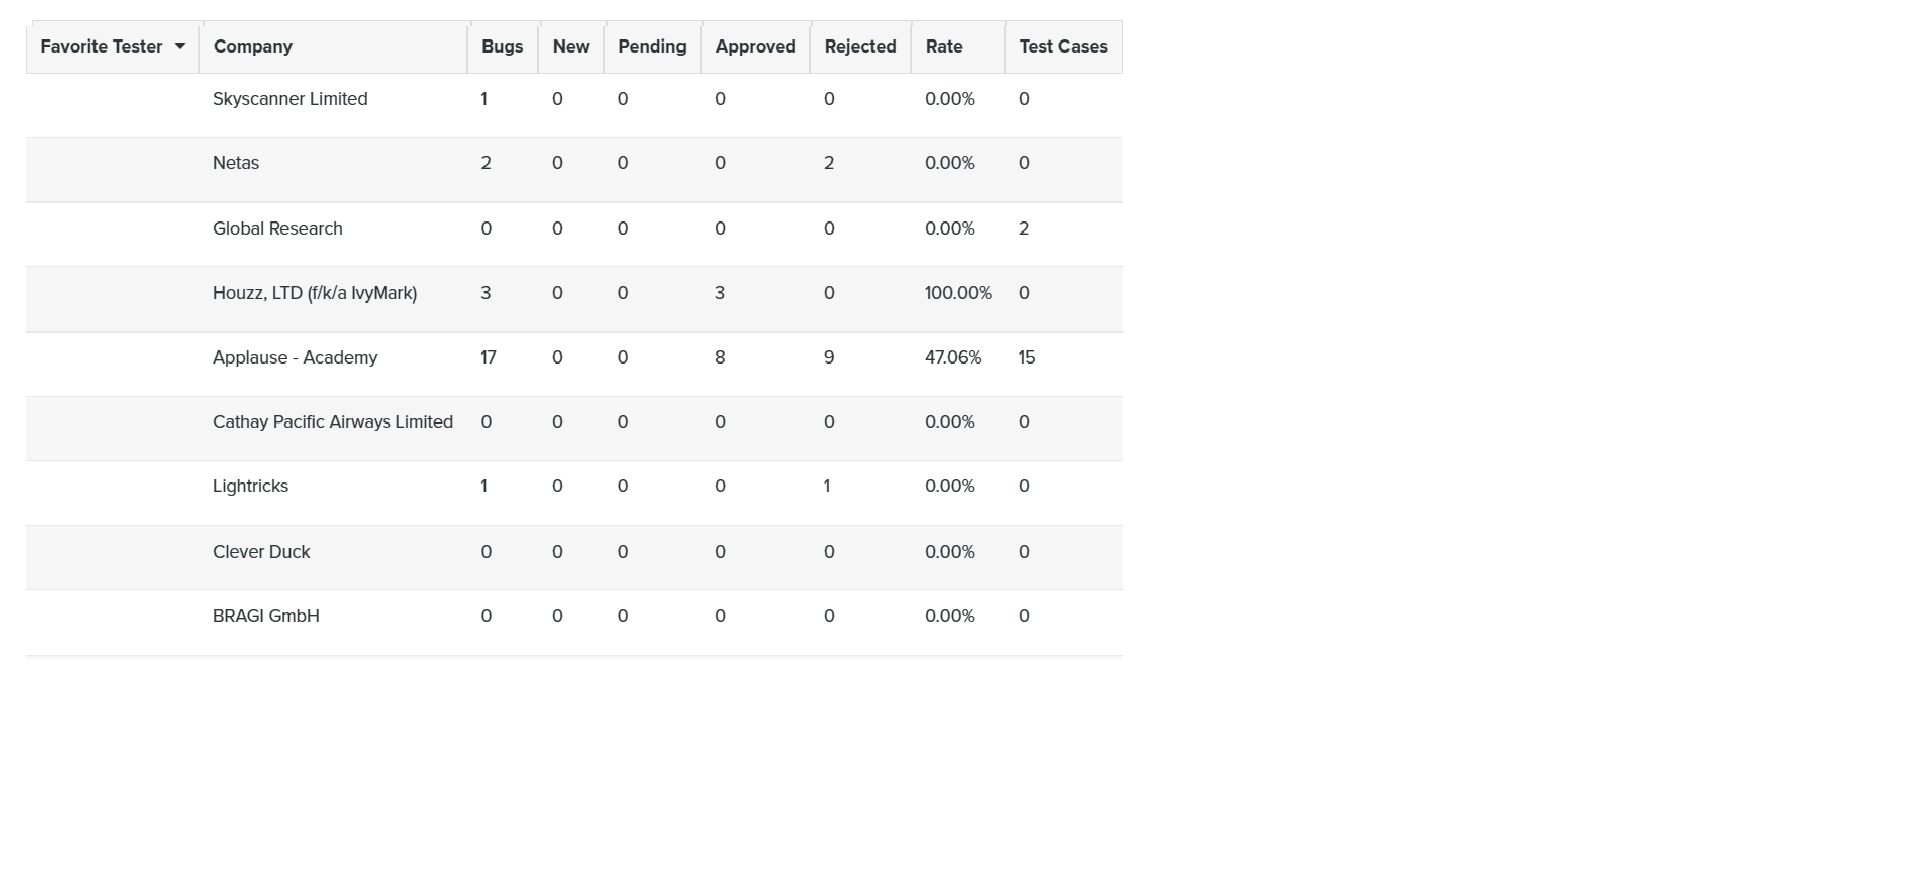 Favorite Tester Company Bugs New Pending Approved Rejected Rate Test Cases
Skyscanner Limited 1 0 0 0 0 0.00% 0
Netas 2 0 0 0 2 0.00% 0
Global Research 0 0 0 0 0 0.00% 2
Houzz, LTD (f/k/a IvyMark) 3 0 0 3 0 100.00% 0
Applause - Academy 17 0 0 8 9 47.06% 15
Cathay Pacific Airways Limited 0 0 0 0 0 0.00% 0
Lightricks 1 0 0 0 1 0.00% 0
Clever Duck 0 0 0 0 0 0.00% 0
BRAGI GmbH 0 0 0 0 0 0.00% 0